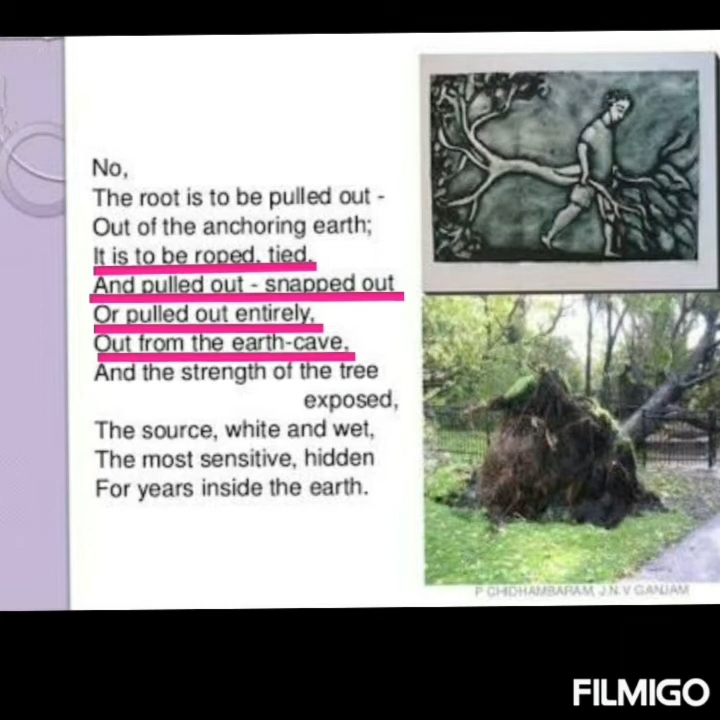 No,
The root is to be pulled out -
Out of the anchoring earth;
It is to be roped, tied,
And pulled out - snapped out
Or pulled out entirely,
Out from the earth-cave,
And the strength of the tree
exposed,
The source, white and wet,
The most sensitive, hidden
For years inside the earth.
P CHIDHAMBARAM, J.N.V GANJAM
FILMIGO